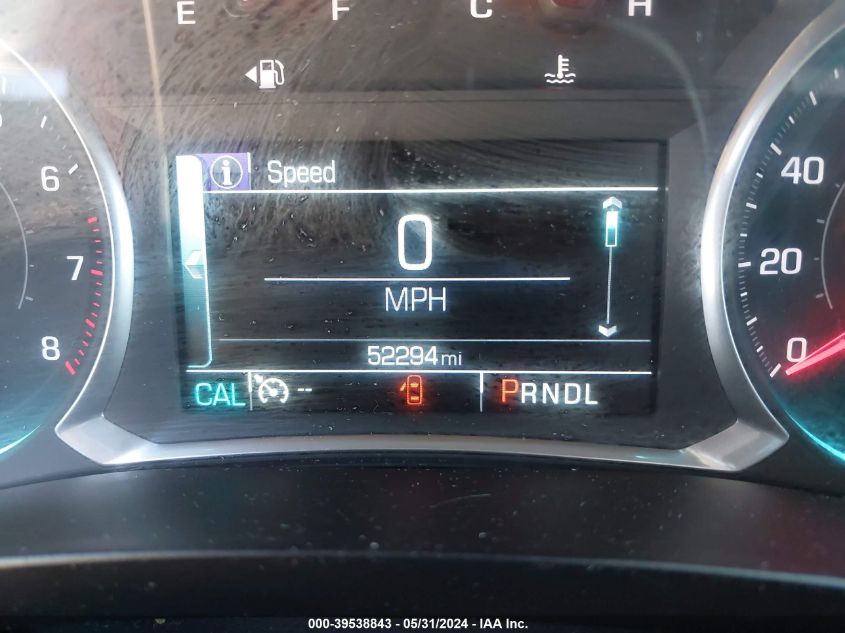 E F C H
Speed
6
7
8
0
MPH
40
20
0
52294 mi
CAL -- PRNDL
000-39538843 - 05/31/2024 - IAA Inc.